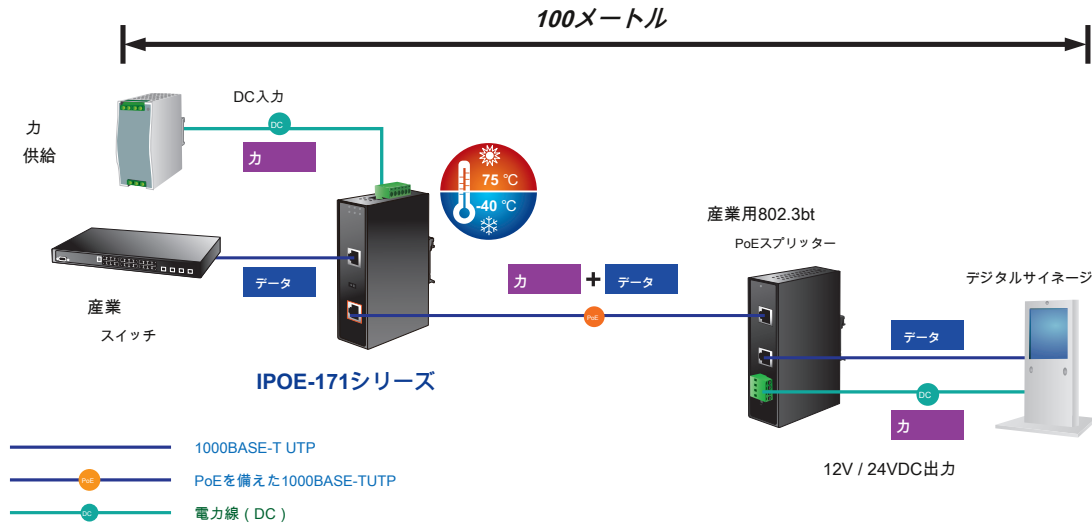 100メートル
DC入力
DC
力
供給
力
75 °C
-40 °C
産業用802.3bt
PoEスプリッター
デジタルサイネージ
データ
力
+
データ
PoE
産業
スイッチ
データ
IPOE-171シリーズ
DC
力
12V / 24VDC出力
1000BASE-T UTP
PoE
PoEを備えた1000BASE-TUTP
DC
電力線 ( DC )